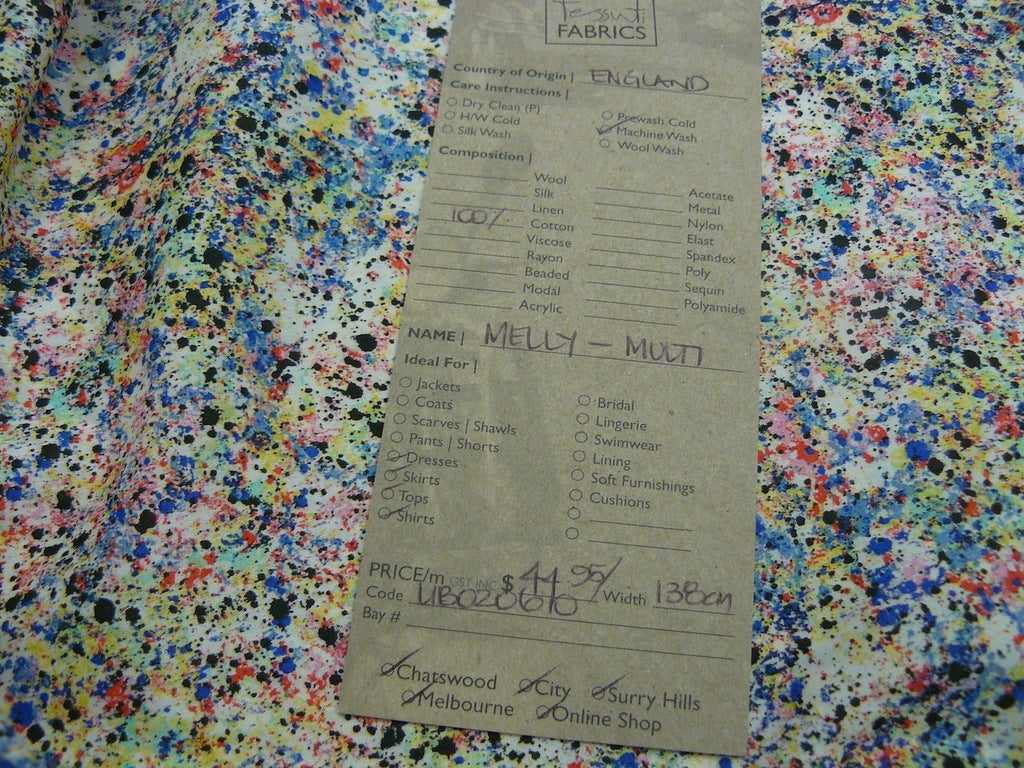 Tessuti
FABRICS
Country of Origin | ENGLAND
Care Instructions |
Dry Clean (P)
H/W Cold
Silk Wash
Prewash Cold
Machine Wash
Wool Wash
Composition |
Wool
Silk
Linen
100% Cotton
Viscose
Rayon
Beaded
Modal
Acrylic
Acetate
Metal
Nylon
Elast
Spandex
Poly
Sequin
Polyamide
NAME | MELLY - MULTI
Ideal For |
Jackets
Coats
Scarves | Shawls
Pants | Shorts
Dresses
Skirts
Tops
Shirts
Bridal
Lingerie
Swimwear
Lining
Soft Furnishings
Cushions
PRICE/m GST INC $ 44.95/ Width 138cm
Code
Bay #
Chatswood City Surry Hills
Melbourne Online Shop